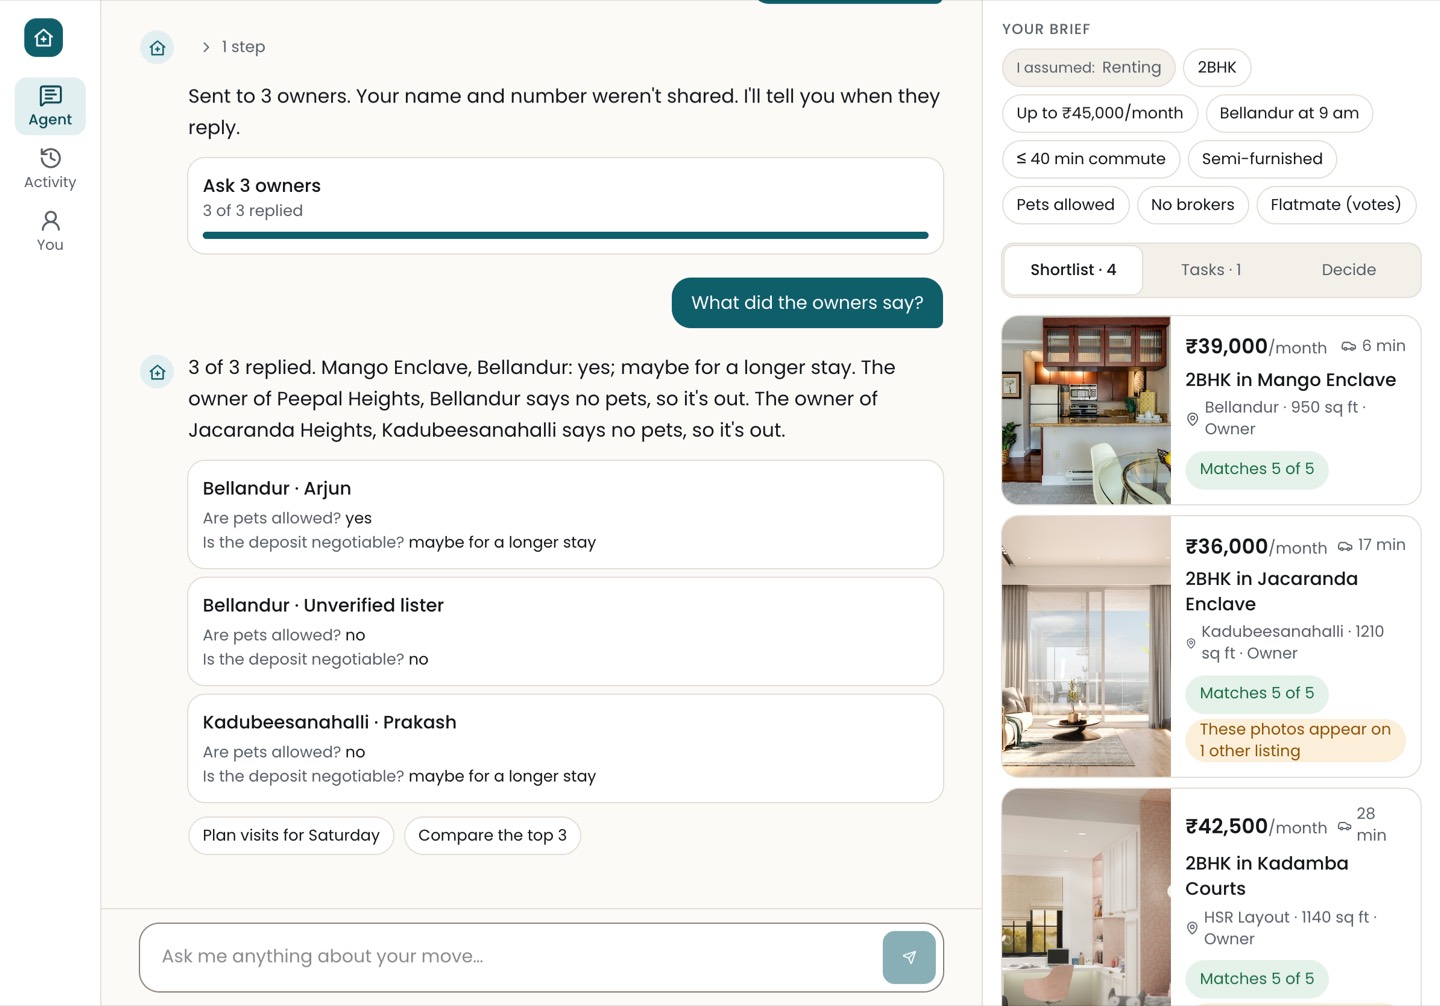 Agent
Activity
You
1 step
Sent to 3 owners. Your name and number weren't shared. I'll tell you when they
reply.
Ask 3 owners
3 of 3 replied
What did the owners say?
3 of 3 replied. Mango Enclave, Bellandur: yes; maybe for a longer stay. The
owner of Peepal Heights, Bellandur says no pets, so it's out. The owner of
Jacaranda Heights, Kadubeesanahalli says no pets, so it's out.
Bellandur · Arjun
Are pets allowed? yes
Is the deposit negotiable? maybe for a longer stay
Bellandur · Unverified lister
Are pets allowed? no
Is the deposit negotiable? no
Kadubeesanahalli · Prakash
Are pets allowed? no
Is the deposit negotiable? maybe for a longer stay
Plan visits for Saturday
Compare the top 3
Ask me anything about your move...
YOUR BRIEF
I assumed: Renting
2BHK
Up to ₹45,000/month
Bellandur at 9 am
≤ 40 min commute
Semi-furnished
Pets allowed
No brokers
Flatmate (votes)
Shortlist · 4
Tasks · 1
Decide
₹39,000/month
6 min
2BHK in Mango Enclave
Bellandur · 950 sq ft ·
Owner
Matches 5 of 5
₹36,000/month
17 min
2BHK in Jacaranda
Enclave
Kadubeesanahalli · 1210
sq ft · Owner
Matches 5 of 5
These photos appear on
1 other listing
₹42,500/month
28
min
2BHK in Kadamba
Courts
HSR Layout · 1140 sq ft ·
Owner
Matches 5 of 5